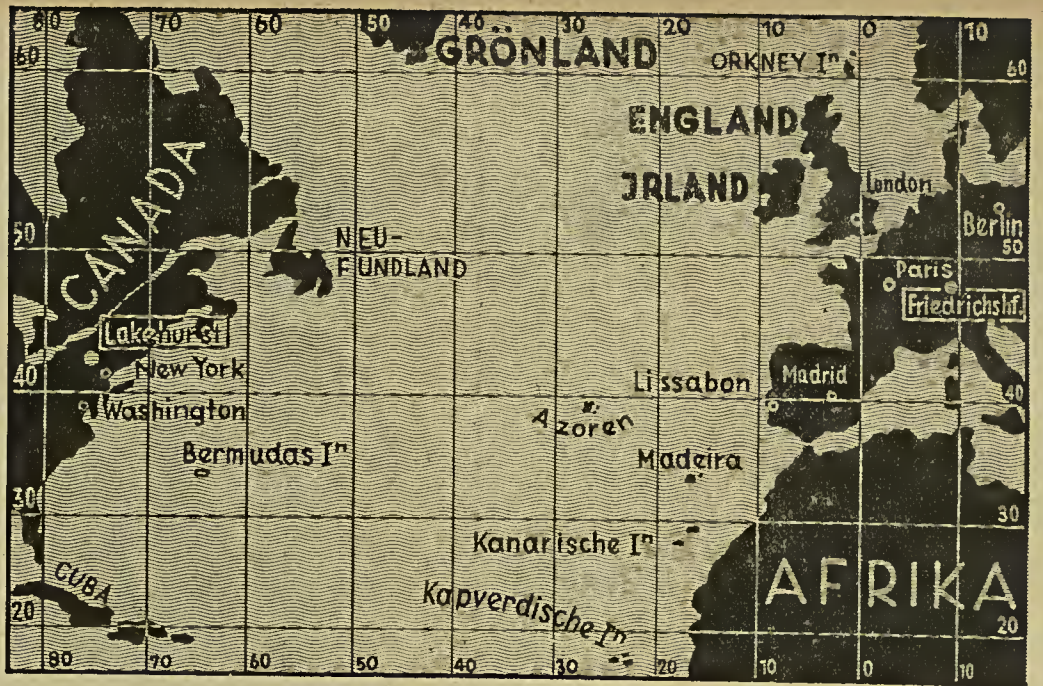 80 70 60 50 40 30 20 10 0 10
60 GRÖNLAND ORKNEY Iⁿ 60
ENGLAND
JRLAND
London
CANADA
Berlin
50 NEU- 50
FUNDLAND
Paris
Friedrichshf.
Lakehurst
New York
40 Lissabon Madrid 40
Washington Azoren
Bermudas Iⁿ Madeira
30 30
Kanarische Iⁿ
CUBA AFRIKA
Kapverdische Iⁿ
20 20
80 70 60 50 40 30 20 10 0 10